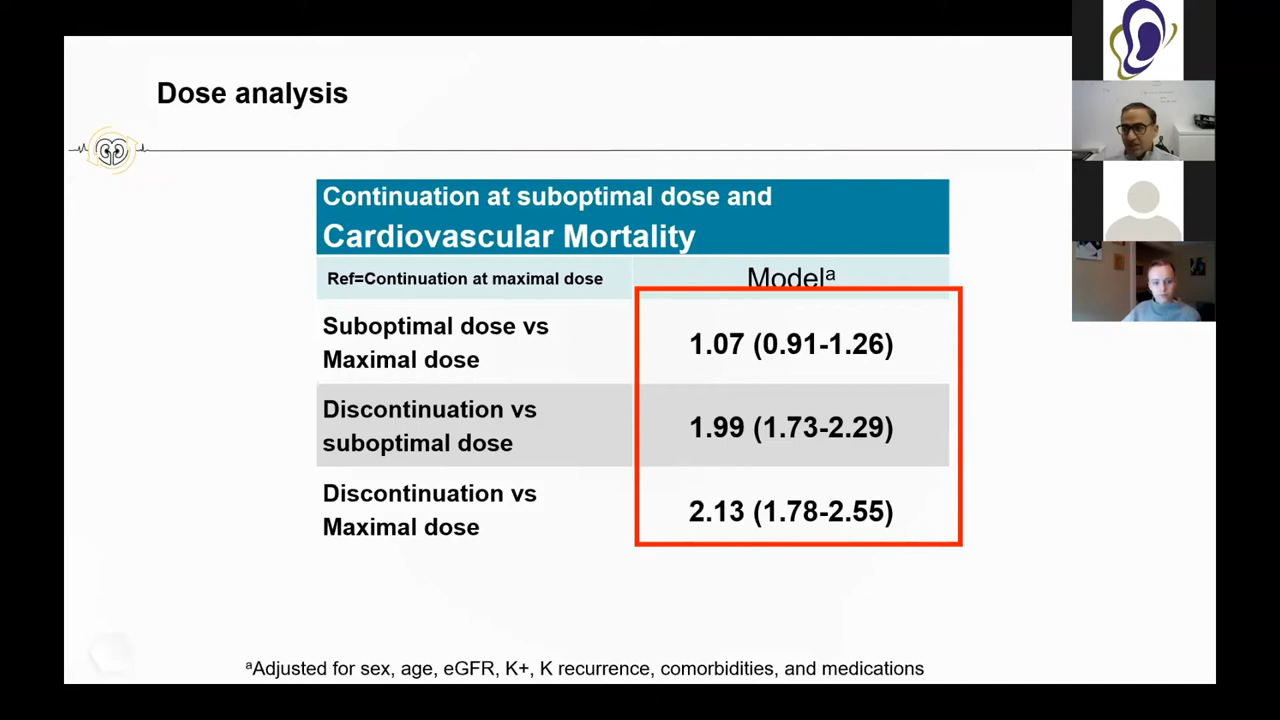 Dose analysis
Continuation at suboptimal dose and
Cardiovascular Mortality
Ref=Continuation at maximal dose
Modelª
Suboptimal dose vs
Maximal dose
1.07 (0.91-1.26)
Discontinuation vs
suboptimal dose
1.99 (1.73-2.29)
Discontinuation vs
Maximal dose
2.13 (1.78-2.55)
ªAdjusted for sex, age, eGFR, K+, K recurrence, comorbidities, and medications